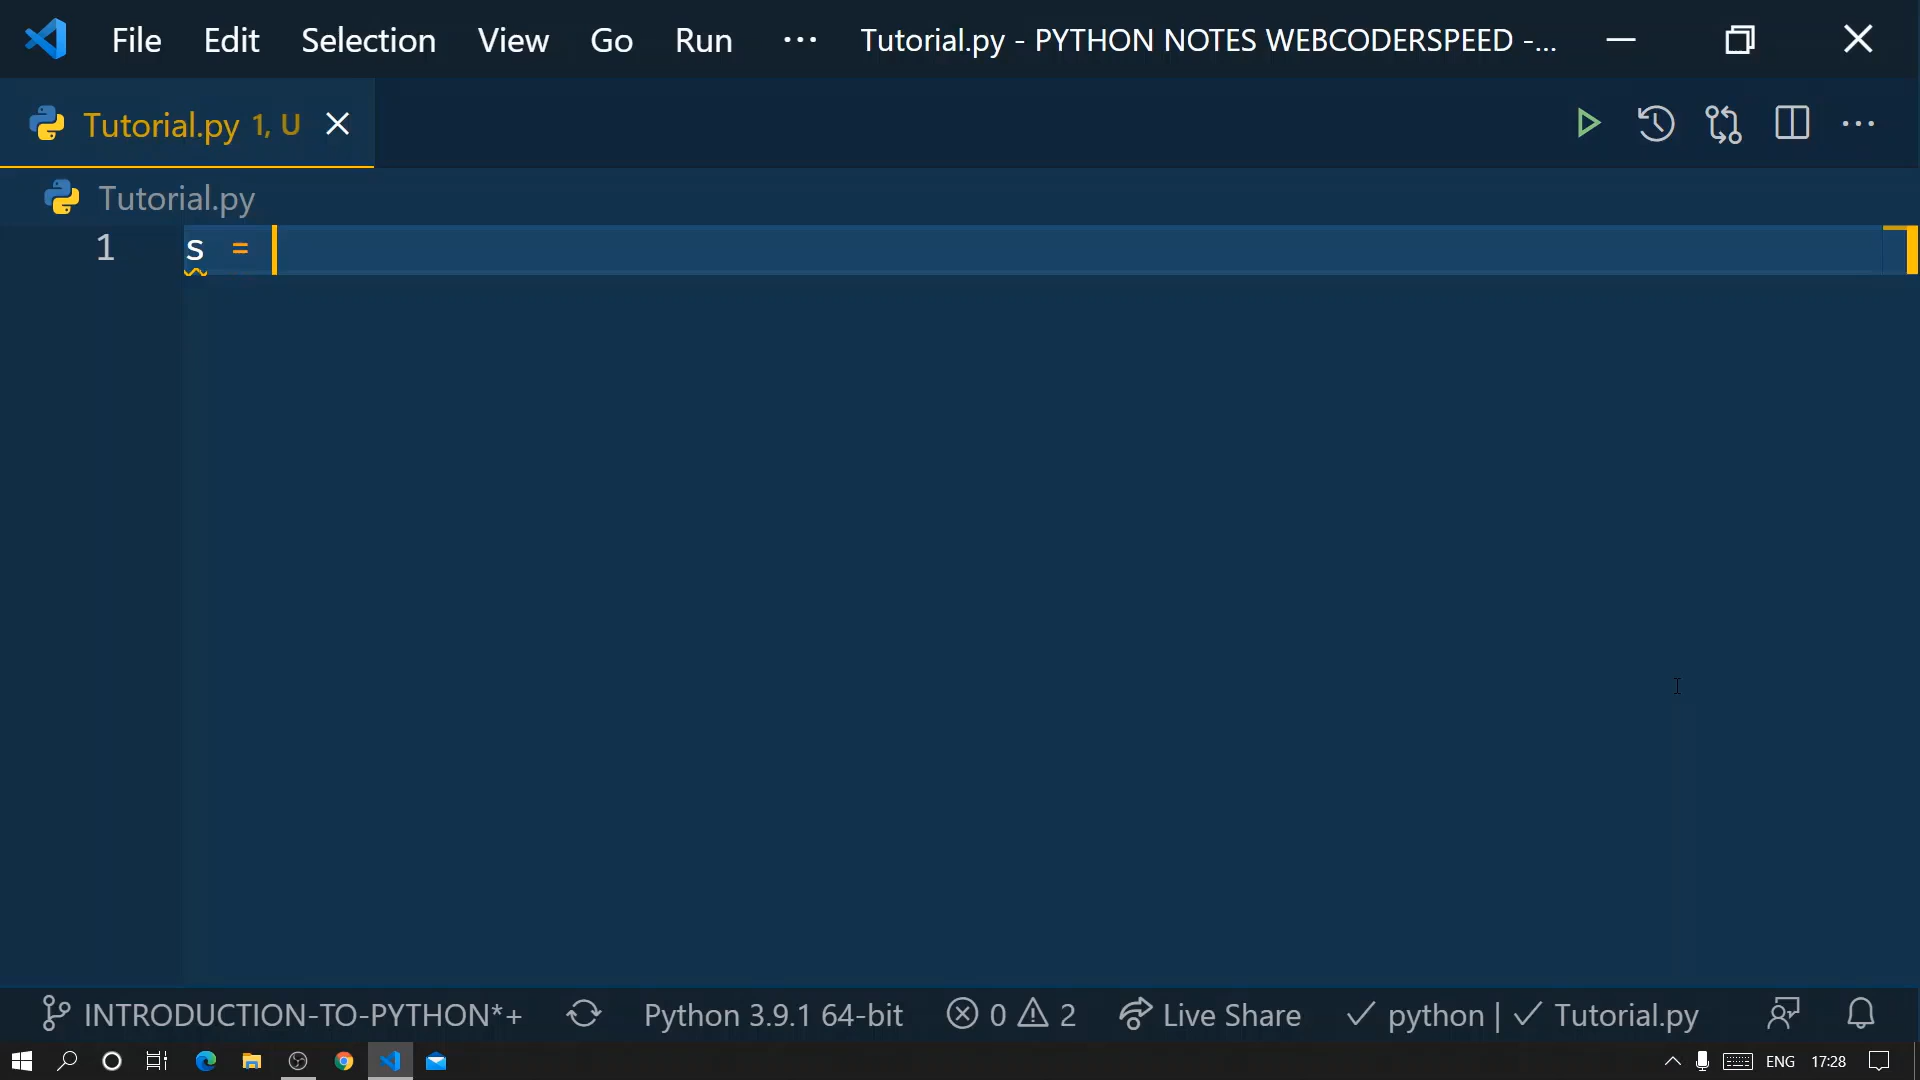 File Edit Selection View Go Run ··· Tutorial.py - PYTHON NOTES WEBCODERSPEED -...
Tutorial.py 1, U
Tutorial.py
1 s =
INTRODUCTION-TO-PYTHON*+ Python 3.9.1 64-bit 0 2 Live Share ✓ python | ✓ Tutorial.py
ENG 17:28